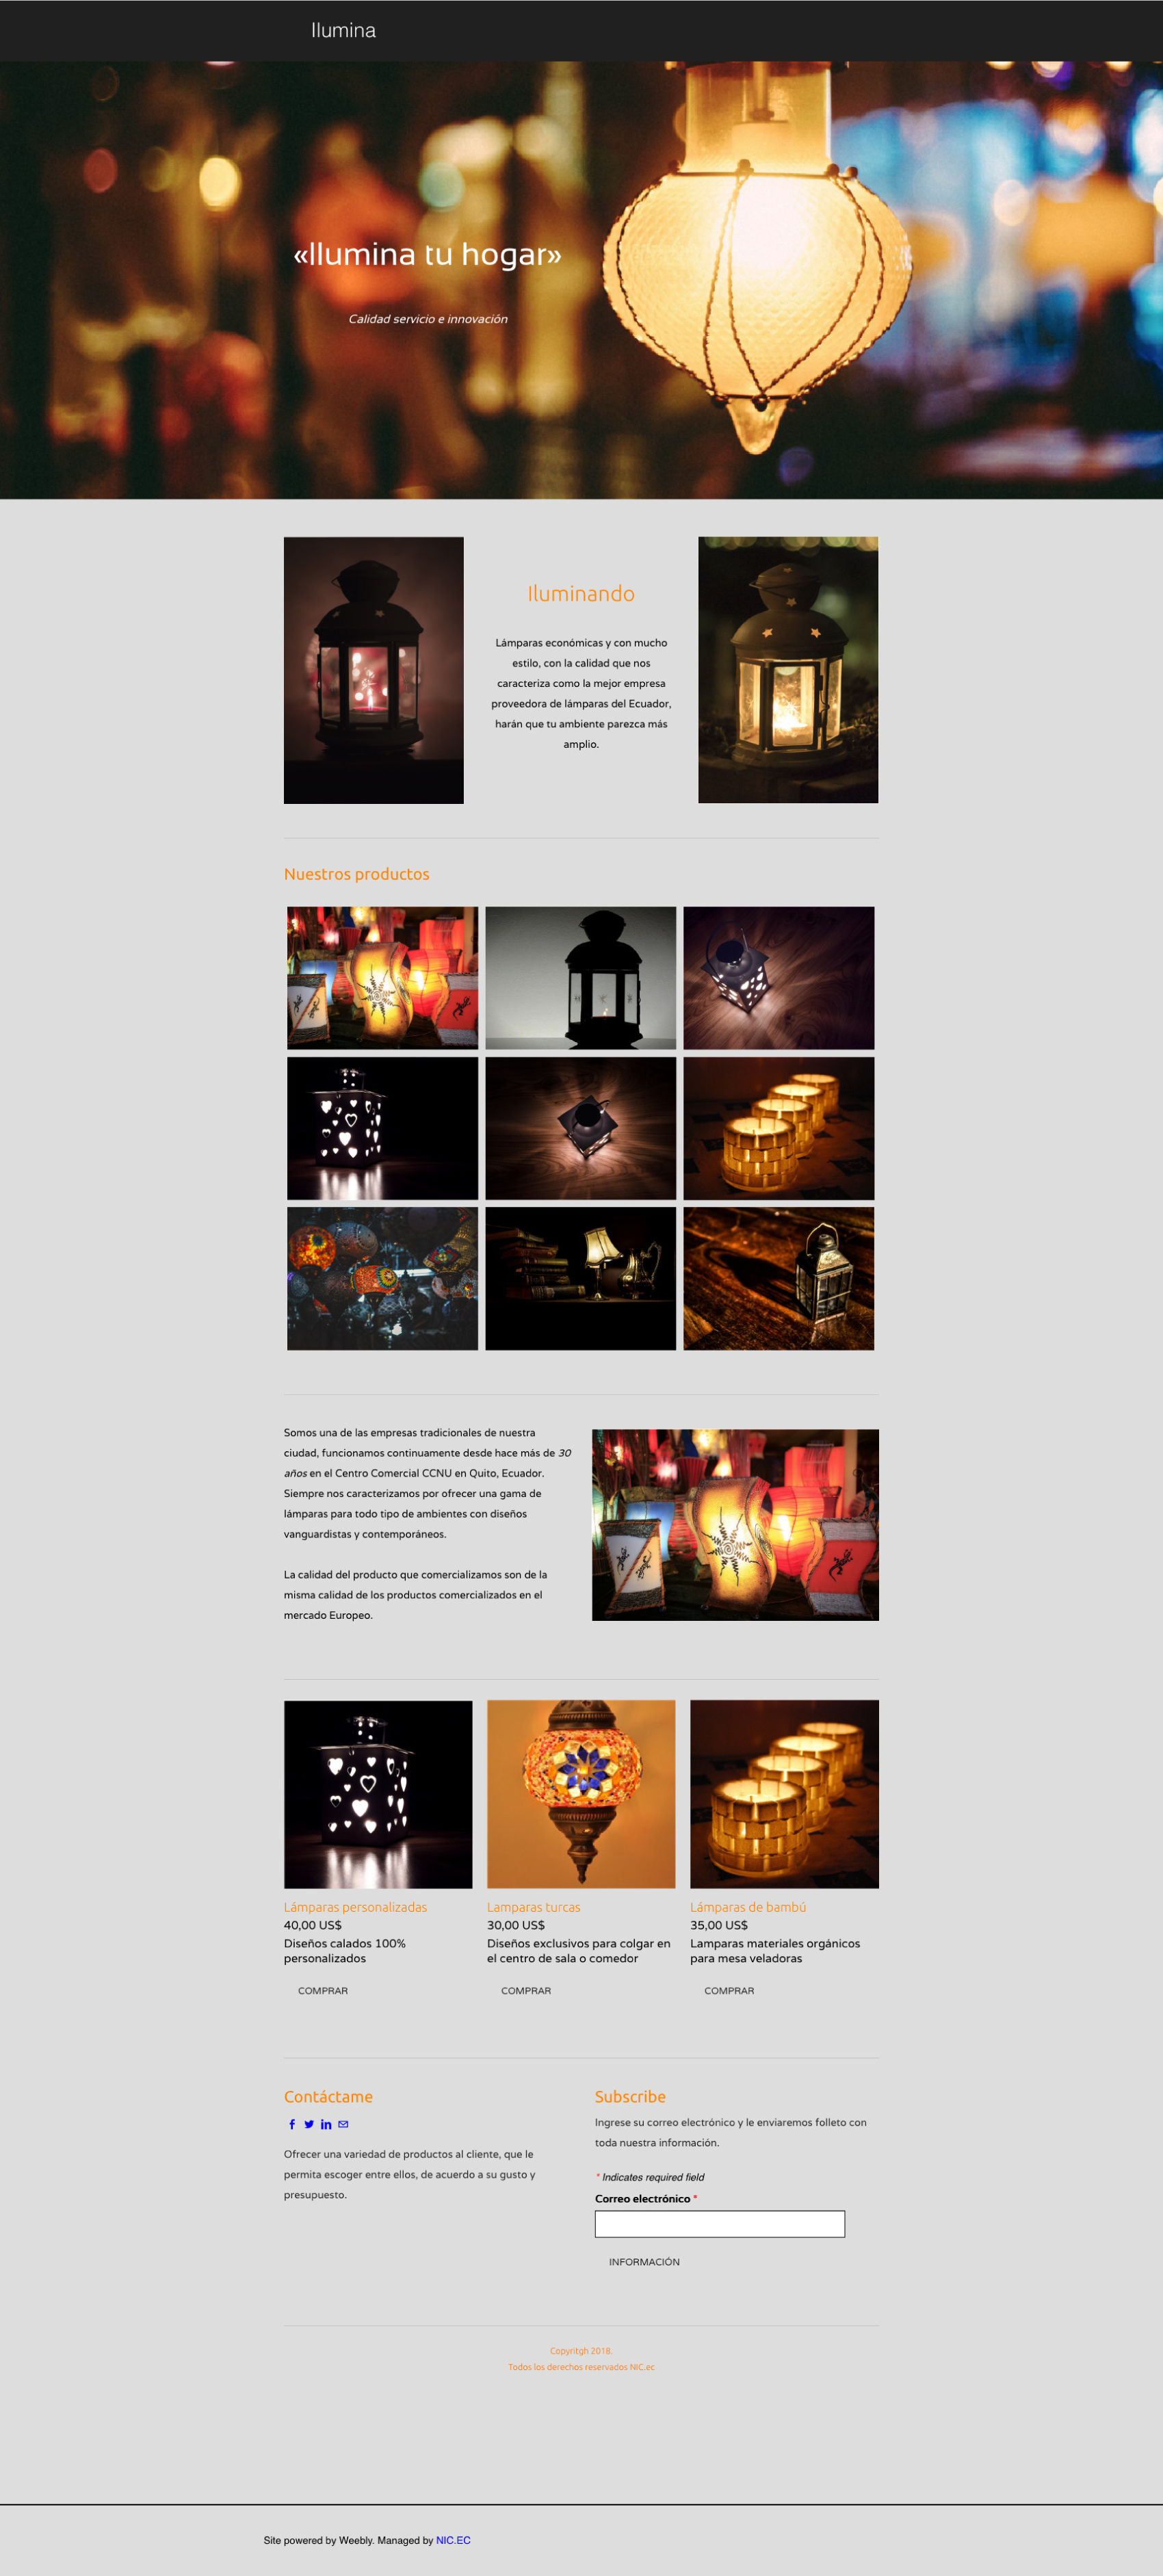 Ilumina
«Ilumina tu hogar»
Calidad servicio e innovación
Iluminando
Lámparas económicas y con mucho
estilo, con la calidad que nos
caracteriza como la mejor empresa
proveedora de lámparas del Ecuador,
harán que tu ambiente parezca más
amplio.
Nuestros productos
Somos una de las empresas tradicionales de nuestra
ciudad, funcionamos continuamente desde hace más de 30
años en el Centro Comercial CCNU en Quito, Ecuador.
Siempre nos caracterizamos por ofrecer una gama de
lámparas para todo tipo de ambientes con diseños
vanguardistas y contemporáneos.
La calidad del producto que comercializamos son de la
misma calidad de los productos comercializados en el
mercado Europeo.
Lámparas personalizadas
40,00 US$
Diseños calados 100%
personalizados
COMPRAR
Lamparas turcas
30,00 US$
Diseños exclusivos para colgar en
el centro de sala o comedor
COMPRAR
Lámparas de bambú
35,00 US$
Lamparas materiales orgánicos
para mesa veladoras
COMPRAR
Contáctame
Ofrecer una variedad de productos al cliente, que le
permita escoger entre ellos, de acuerdo a su gusto y
presupuesto.
Subscribe
Ingrese su correo electrónico y le enviaremos folleto con
toda nuestra información.
* Indicates required field
Correo electrónico *
INFORMACIÓN
Copyritgh 2018.
Todos los derechos reservados NIC.ec
Site powered by Weebly. Managed by NIC.EC